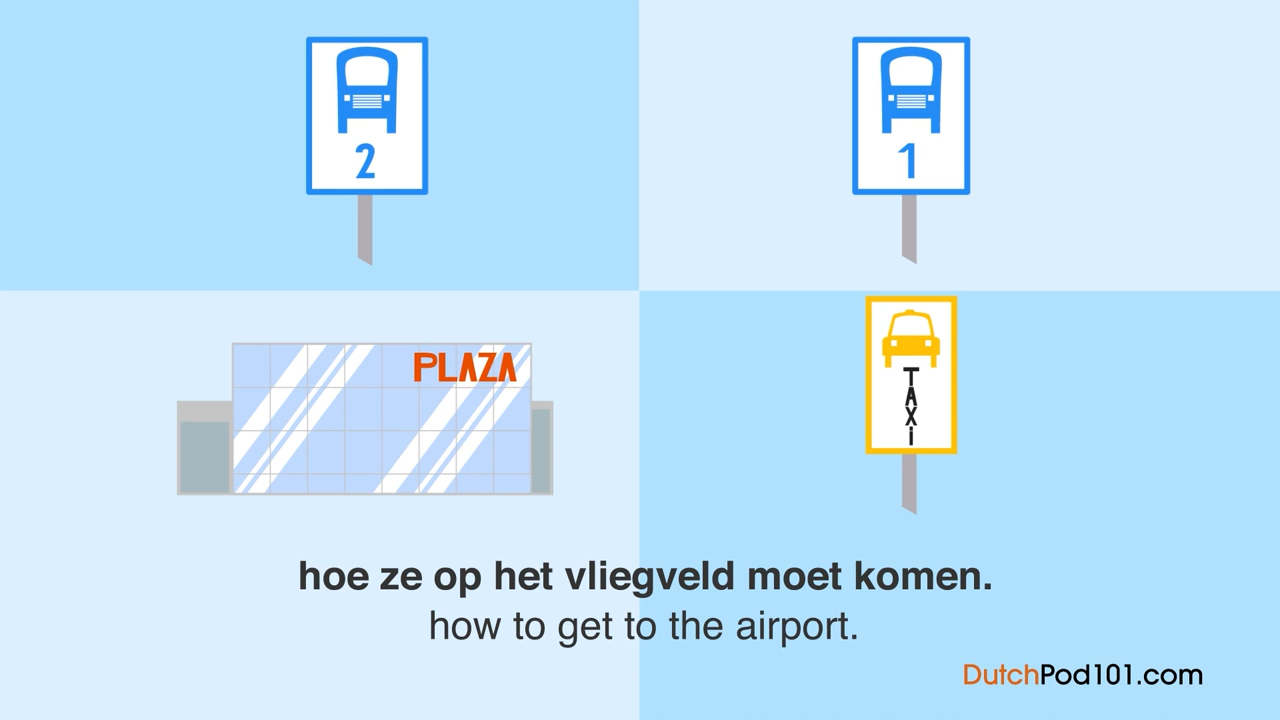 2
1
PLAZA
TAXi
hoe ze op het vliegveld moet komen.
how to get to the airport.
DutchPod101.com